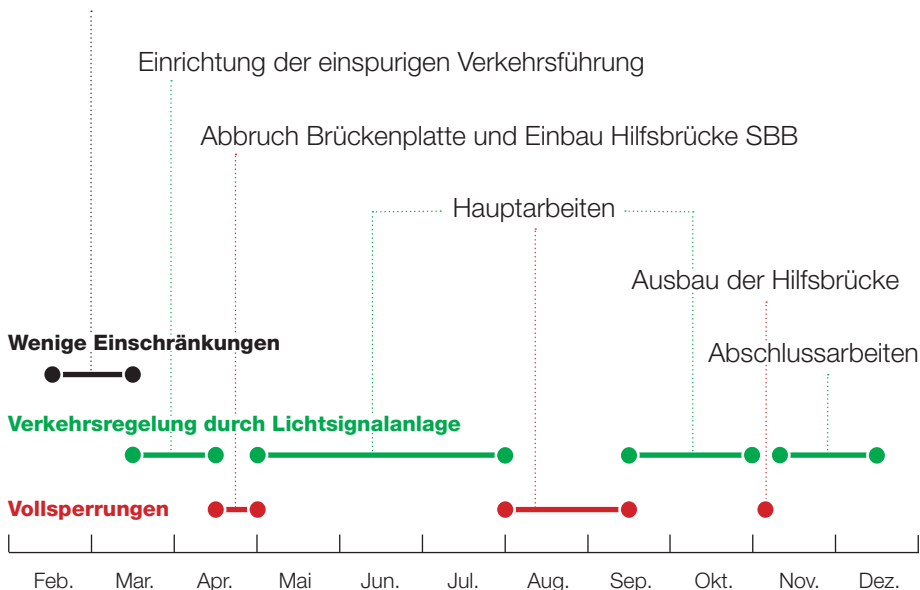 Einrichtung der einspurigen Verkehrsführung
Abbruch Brückenplatte und Einbau Hilfsbrücke SBB
Hauptarbeiten
Ausbau der Hilfsbrücke
Wenige Einschränkungen
Abschlussarbeiten
Verkehrsregelung durch Lichtsignalanlage
Vollsperrungen
Feb. Mar. Apr. Mai Jun. Jul. Aug. Sep. Okt. Nov. Dez.